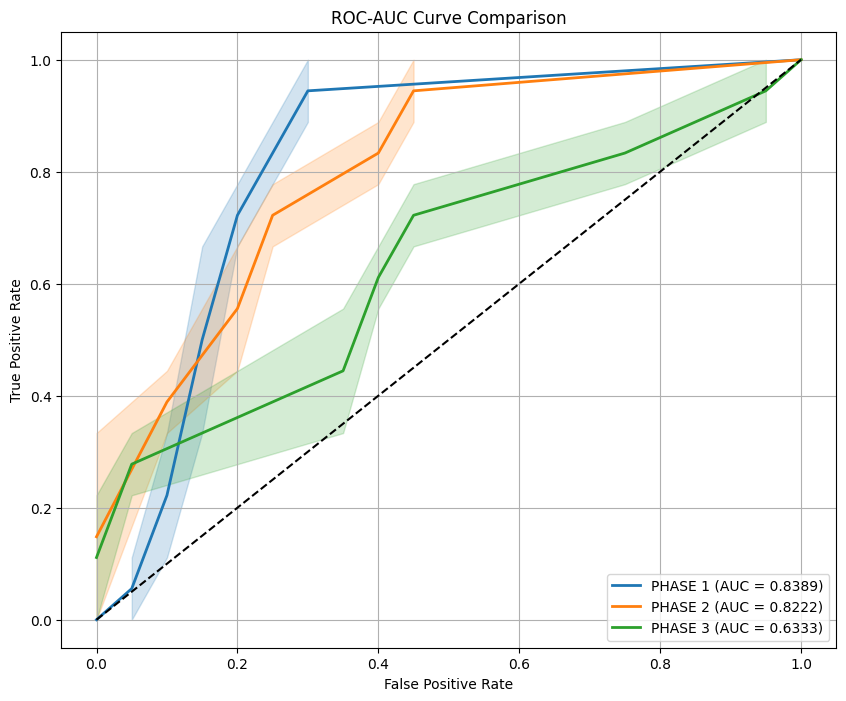 ROC-AUC Curve Comparison
1.0
0.8
0.6
0.4
0.2
0.0
True Positive Rate
0.0 0.2 0.4 0.6 0.8 1.0
False Positive Rate
PHASE 1 (AUC = 0.8389)
PHASE 2 (AUC = 0.8222)
PHASE 3 (AUC = 0.6333)